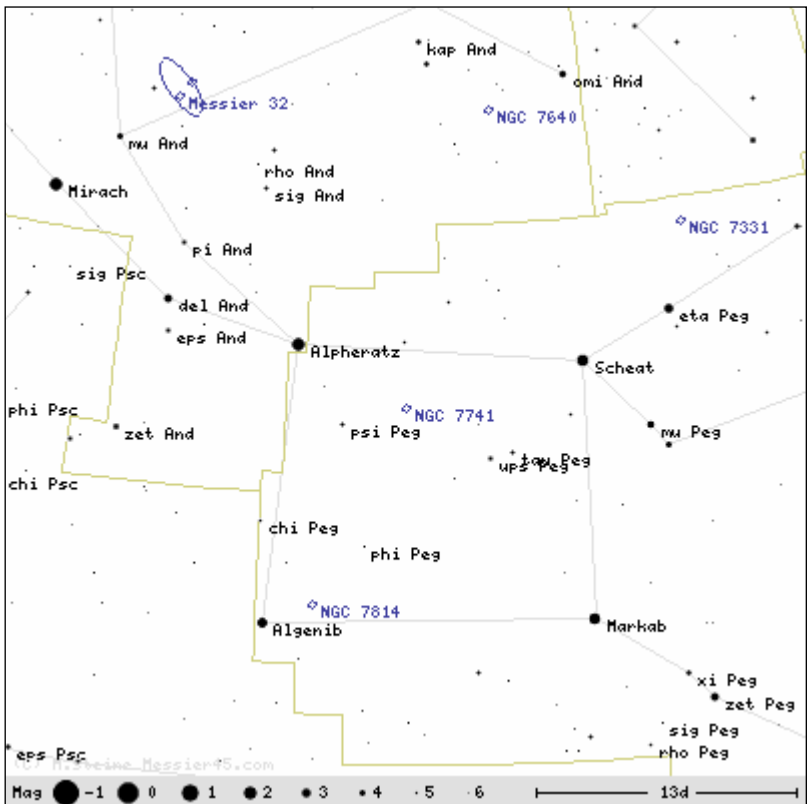 kap And
omi And
Messier 32
NGC 7640
mu And
rho And
Mirach
sig And
NGC 7331
pi And
sig Psc
del And
eta Peg
eps And
Alpheratz
Scheat
phi Psc
NGC 7741
zet And
psi Peg
mu Peg
tau Peg
ups Peg
chi Psc
chi Peg
phi Peg
NGC 7814
Algenib
Markab
xi Peg
zet Peg
sig Peg
eps Psc
rho Peg
(C) M.Steine Messier45.com
Mag -1 0 1 2 3 4 5 6 13d